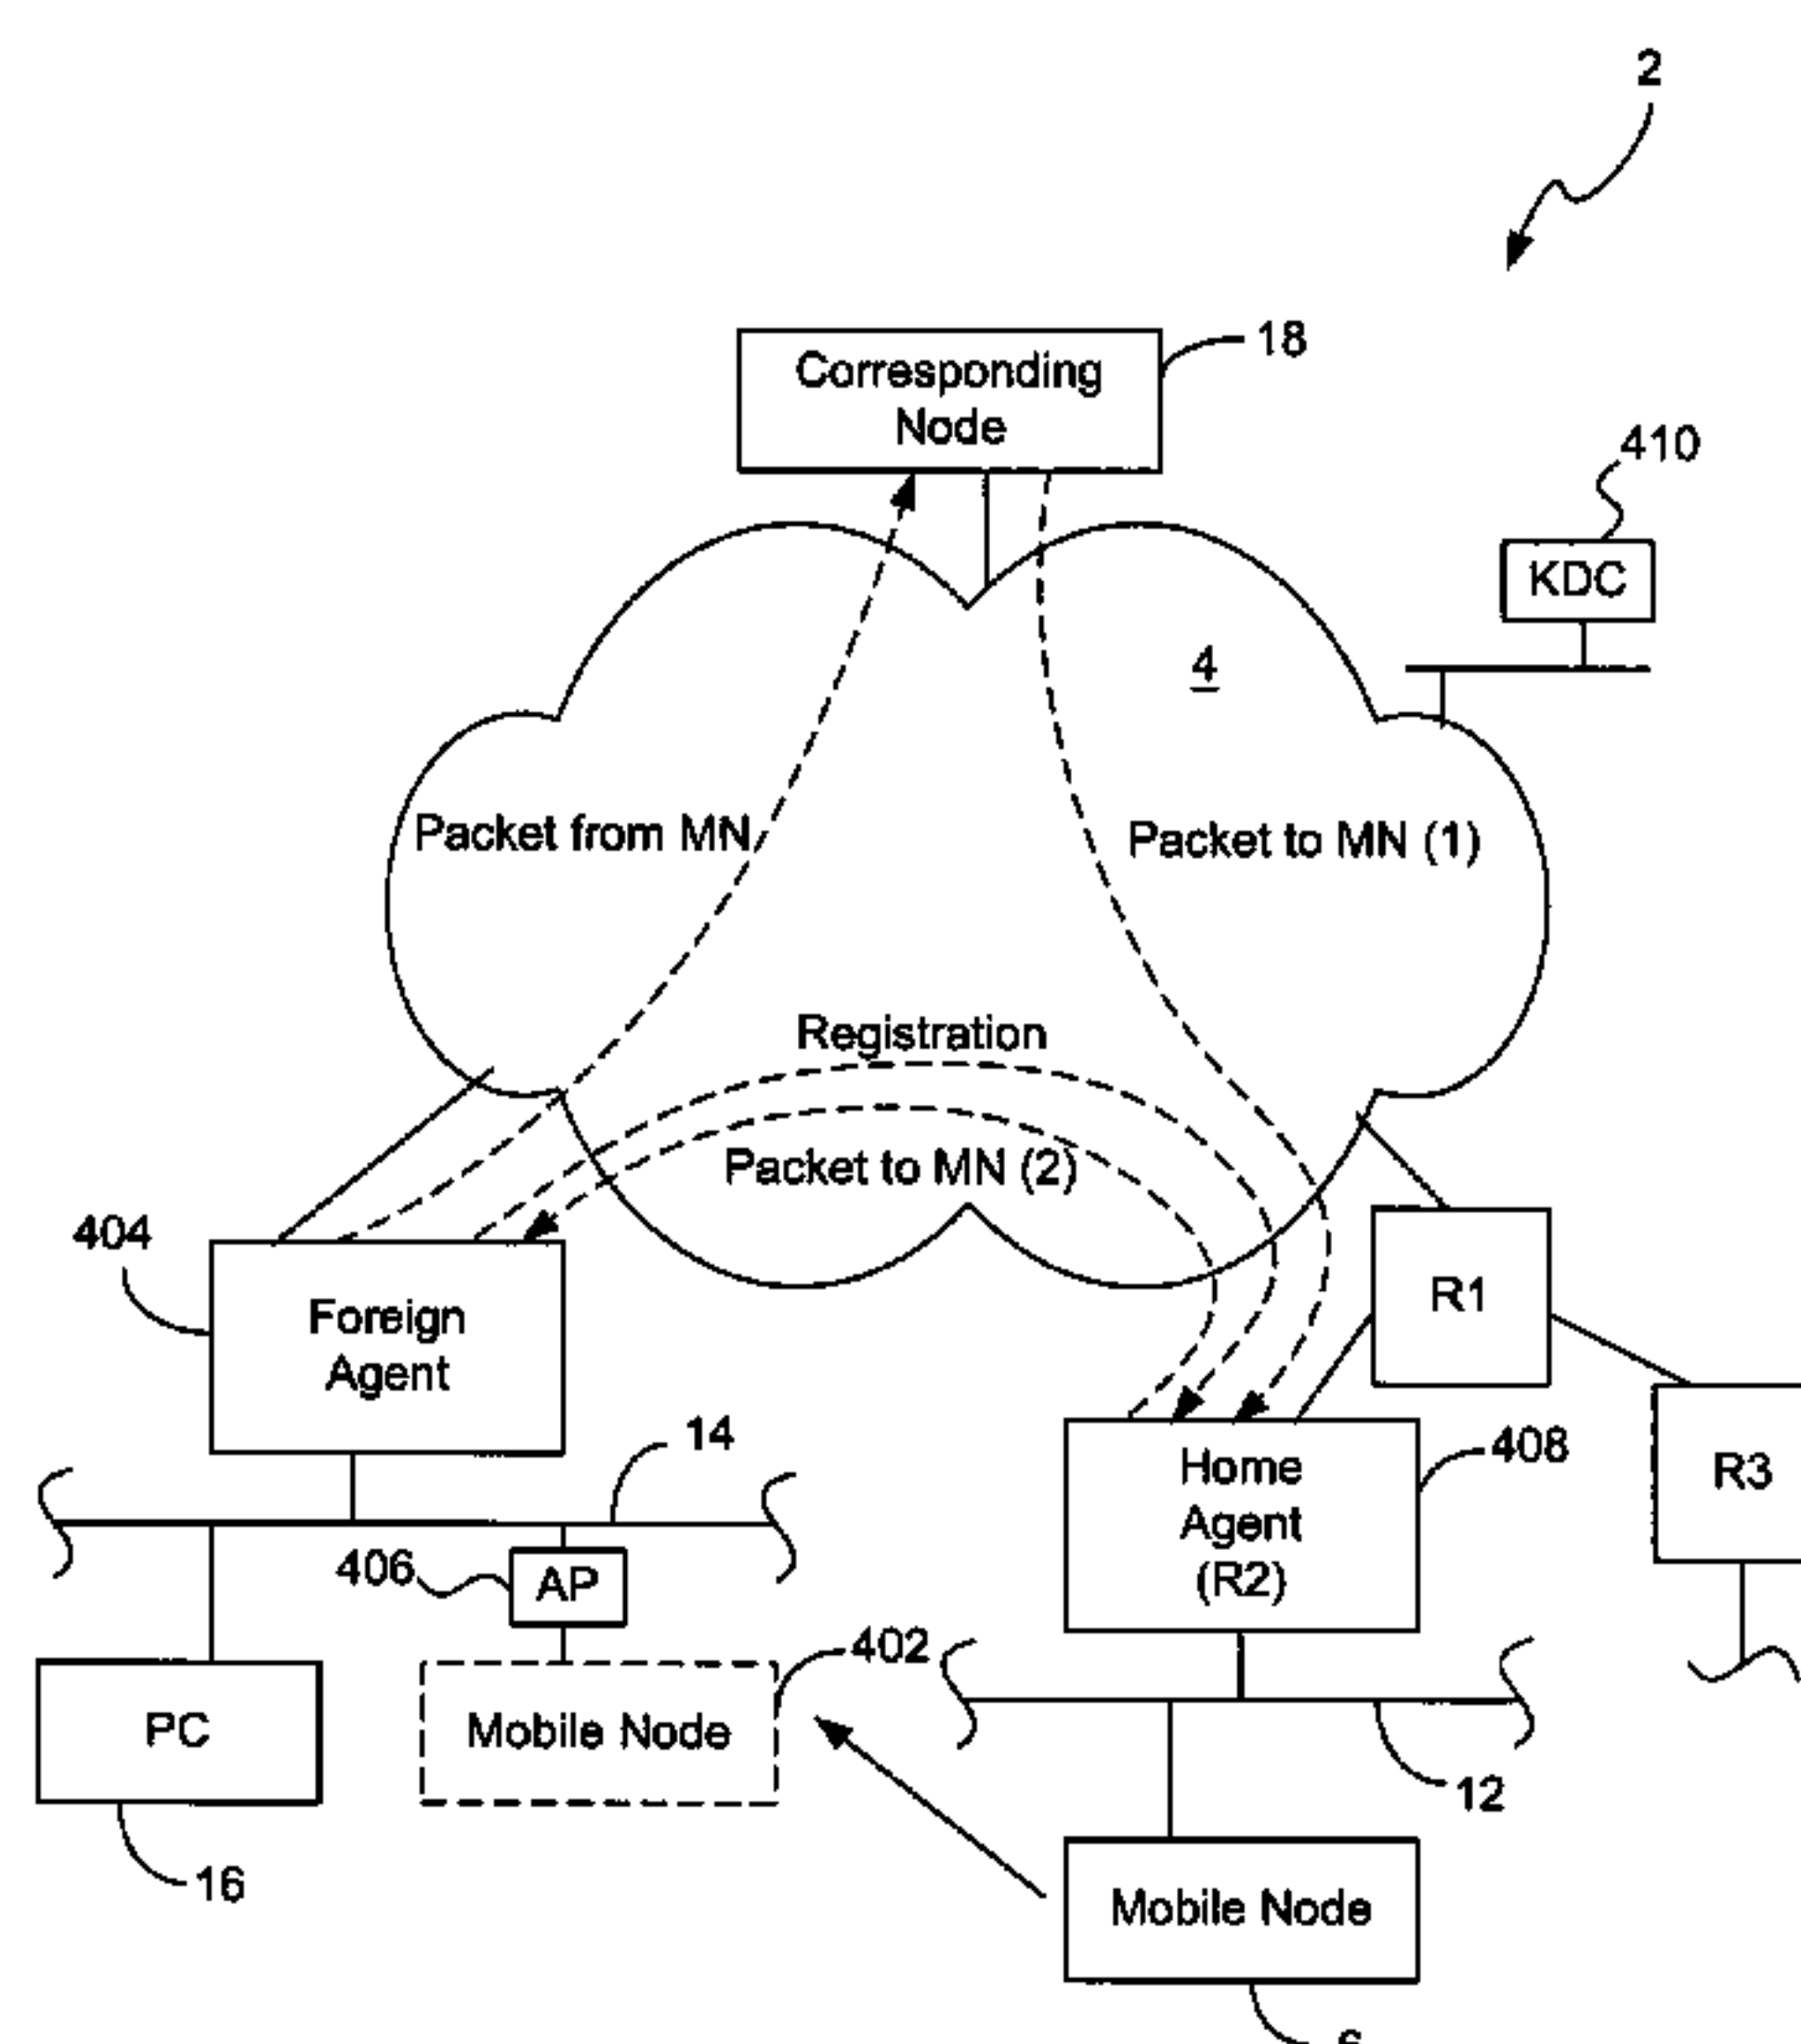 2
18
Corresponding
Node
410
KDC
4
Packet from MN
Packet to MN (1)
Registration
Packet to MN (2)
404
Foreign
Agent
R1
14
408
Home
Agent
(R2)
R3
406
AP
402
PC
Mobile Node
12
16
Mobile Node
6